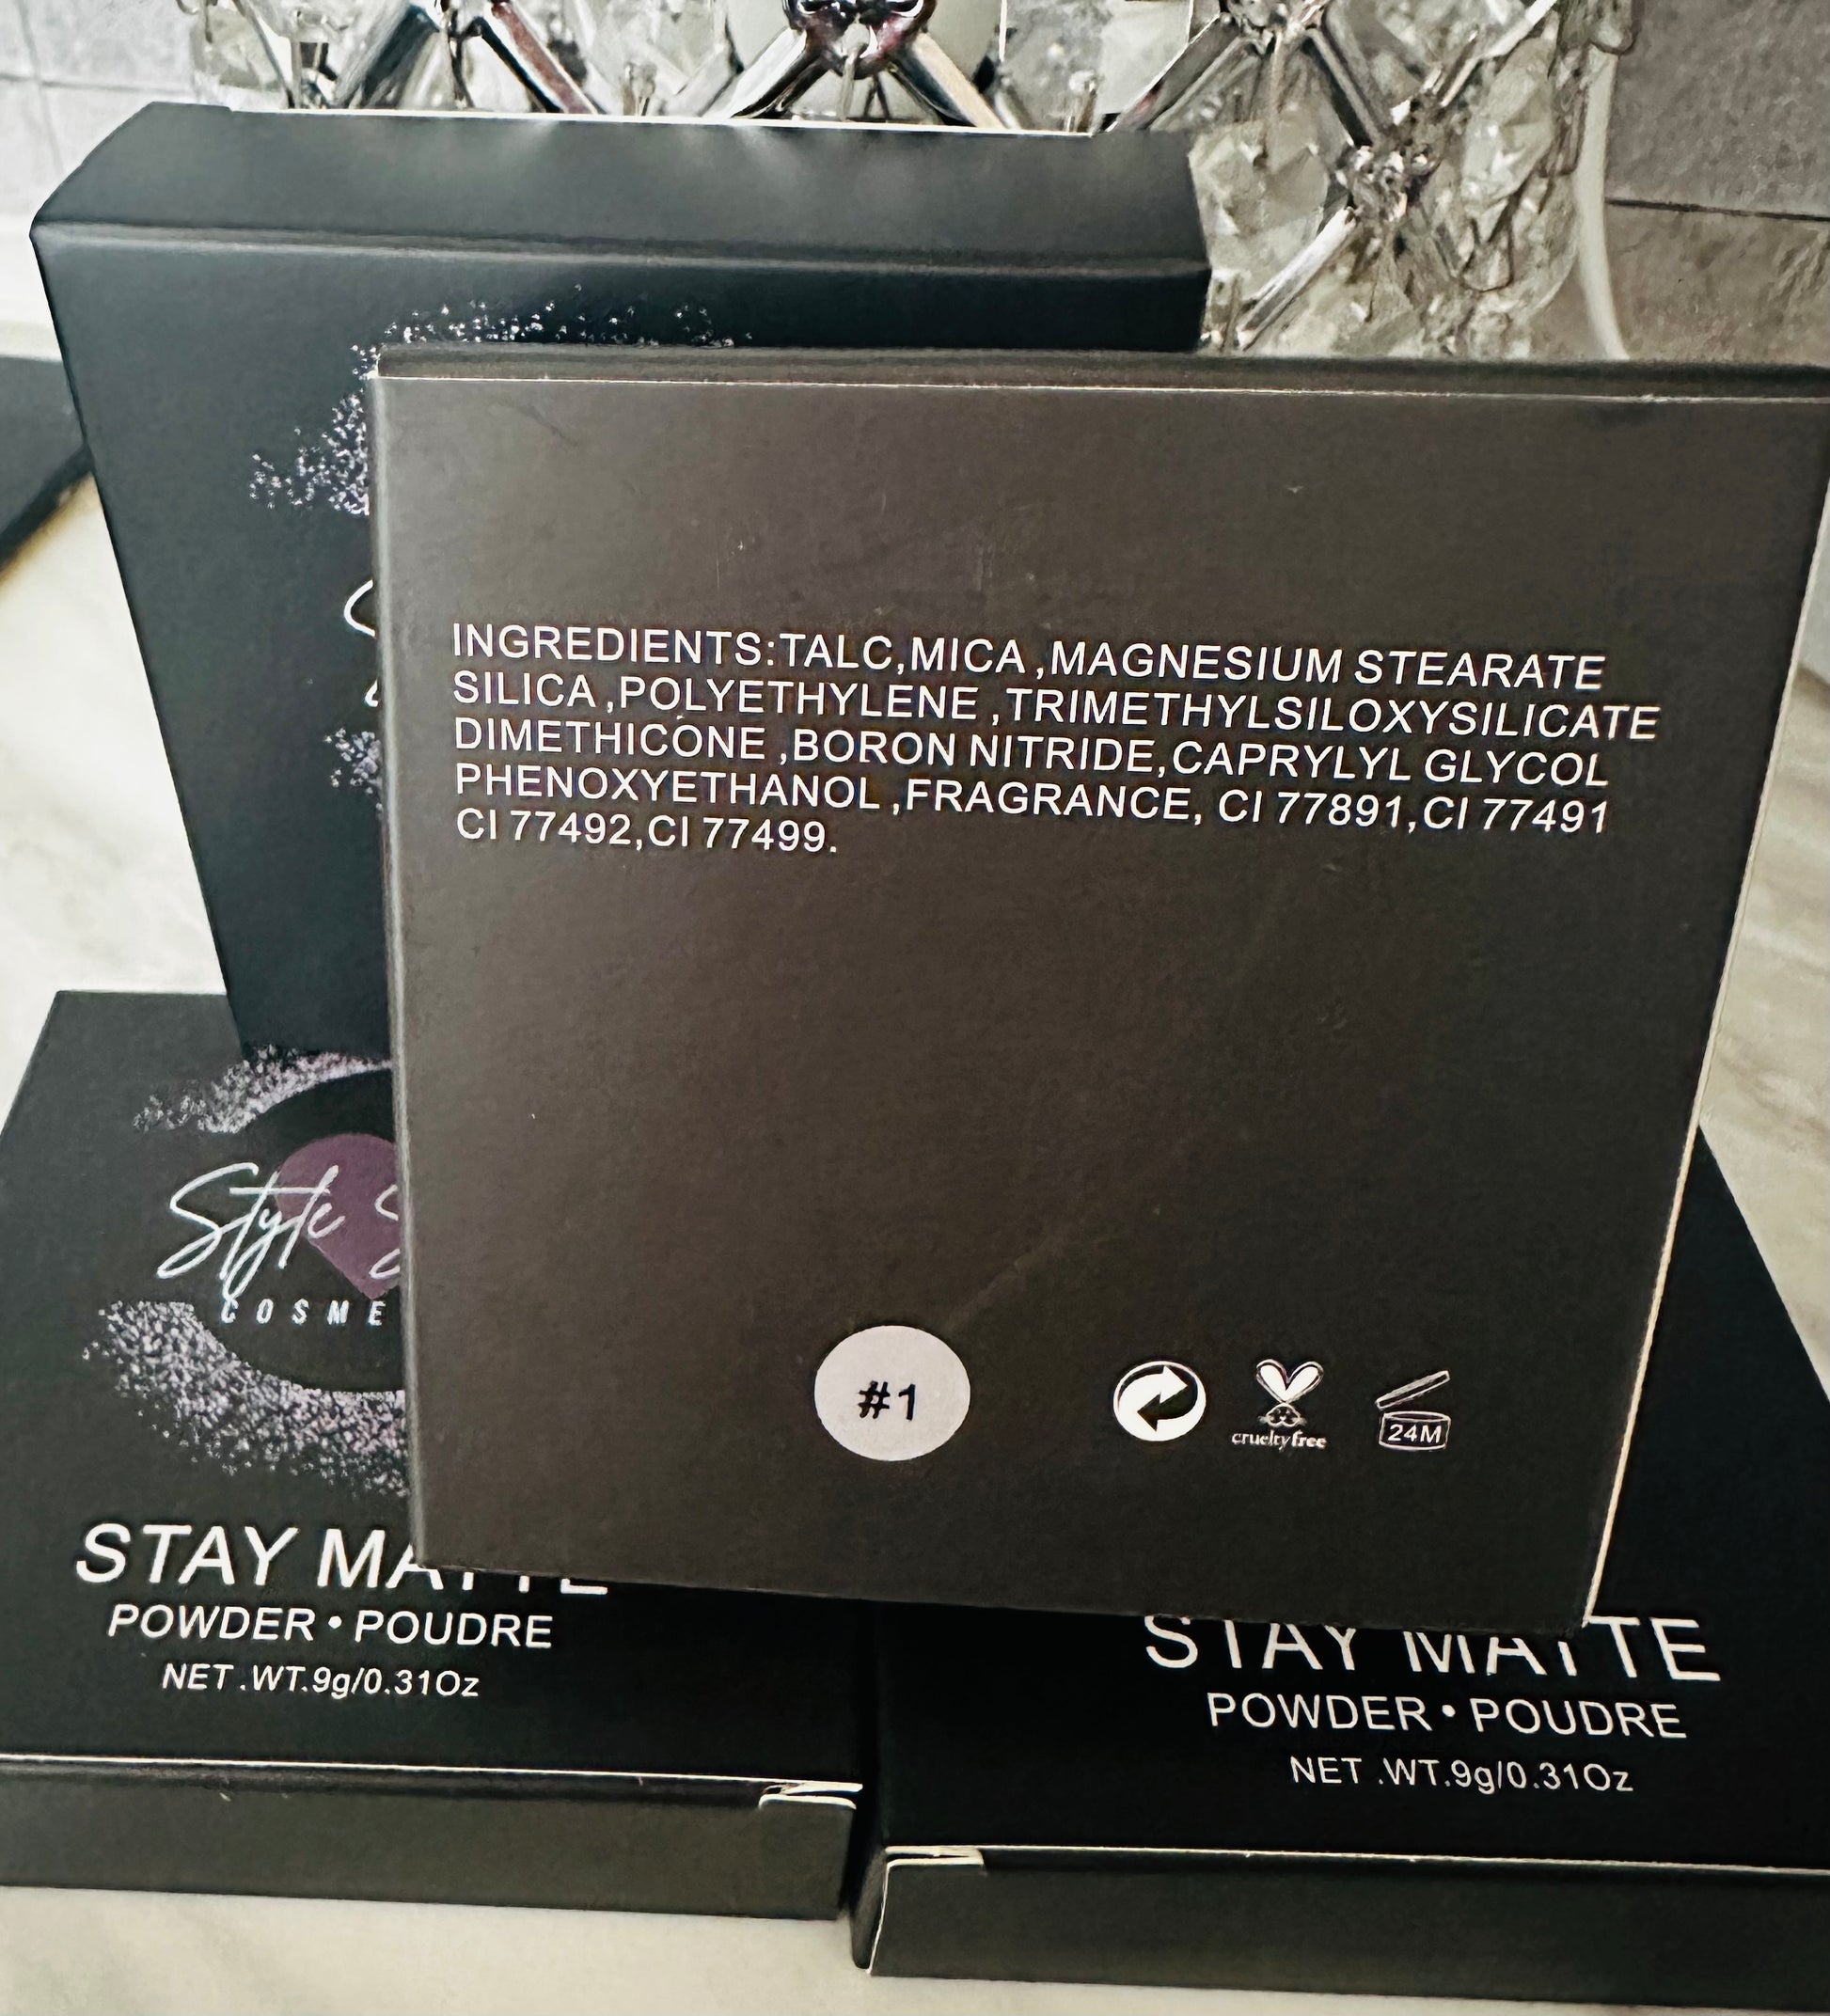 INGREDIENTS:TALC,MICA ,MAGNESIUM STEARATE
SILICA ,POLYETHYLENE ,TRIMETHYLSILOXYSILICATE
DIMETHICONE ,BORON NITRIDE,CAPRYLYL GLYCOL
PHENOXYETHANOL ,FRAGRANCE, CI 77891,CI 77491
CI 77492,CI 77499.
#1
cruelty free
24M
Style S
COSME
STAY MATTE
POWDER • POUDRE
NET .WT.9g/0.31Oz
STAY MATTE
POWDER • POUDRE
NET .WT.9g/0.31Oz